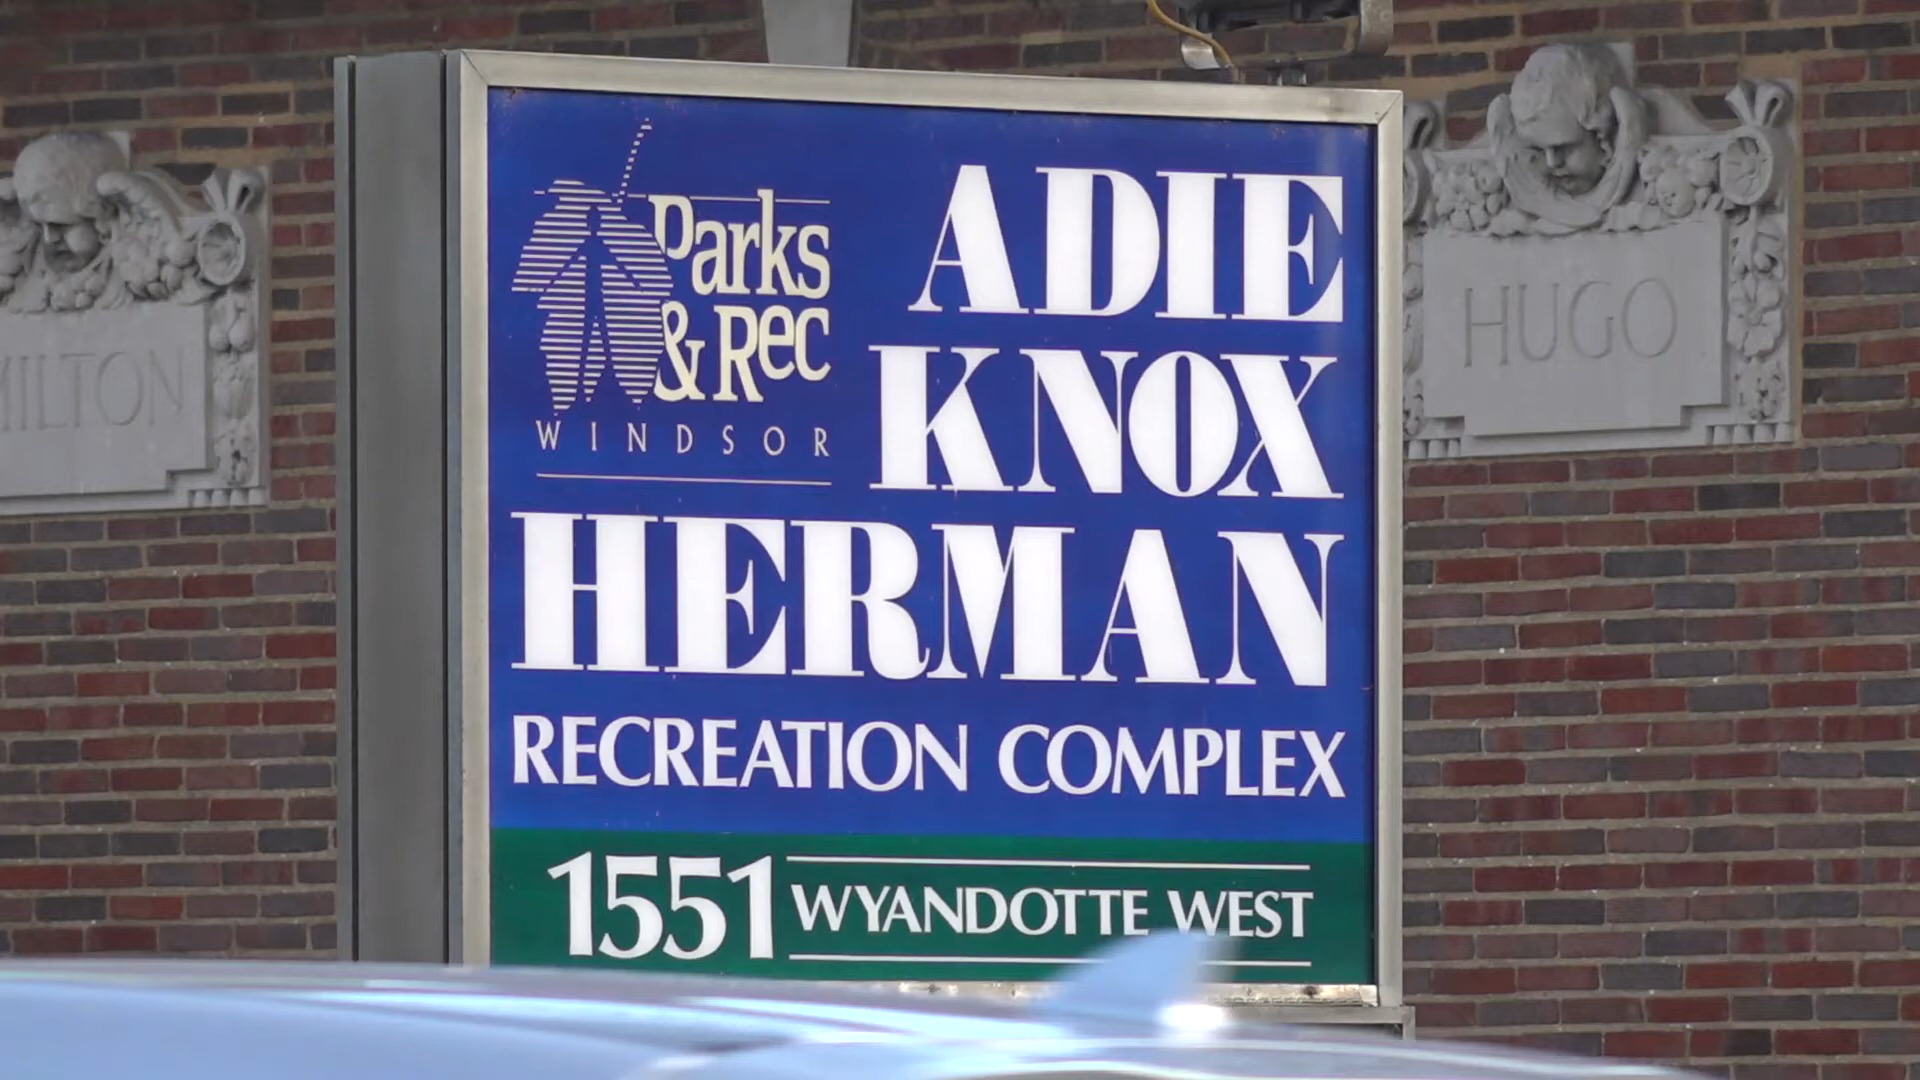 Parks
& Rec
WINDSOR
ADIE
KNOX
HERMAN
RECREATION COMPLEX
1551 WYANDOTTE WEST
MILTON
HUGO